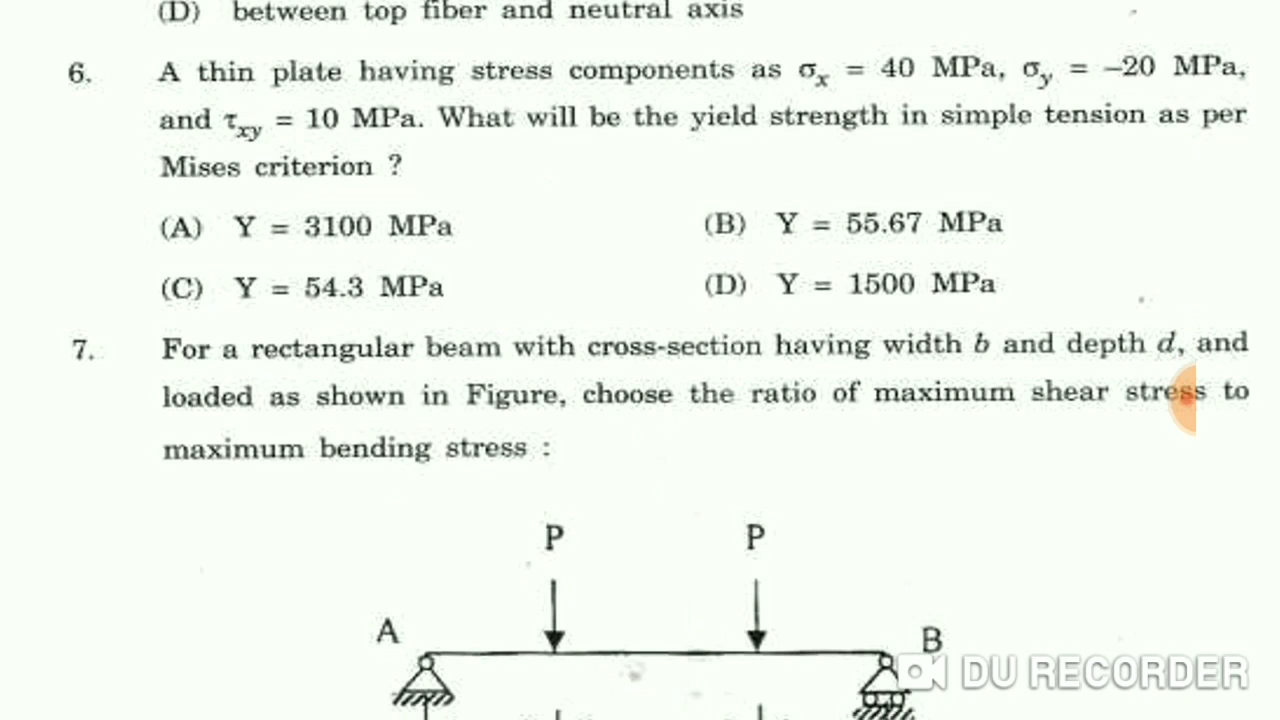 (D) between top fiber and neutral axis
6. A thin plate having stress components as σx = 40 MPa, σy = –20 MPa,
and τxy = 10 MPa. What will be the yield strength in simple tension as per
Mises criterion ?
(A) Y = 3100 MPa (B) Y = 55.67 MPa
(C) Y = 54.3 MPa (D) Y = 1500 MPa
7. For a rectangular beam with cross-section having width b and depth d, and
loaded as shown in Figure, choose the ratio of maximum shear stress to
maximum bending stress :
P P
A B
DU RECORDER